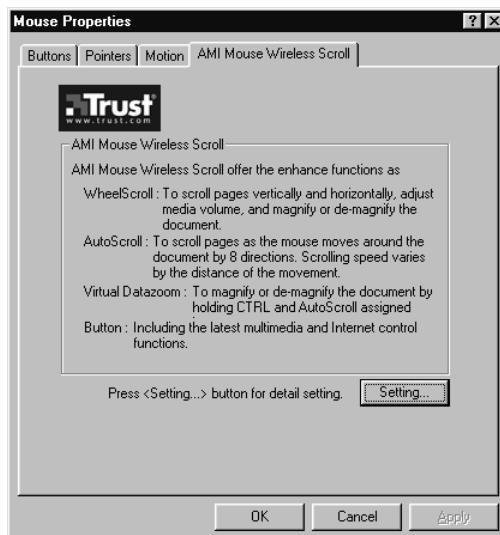 Mouse Properties
Buttons Pointers Motion AMI Mouse Wireless Scroll
Trust
www.trust.com
AMI Mouse Wireless Scroll
AMI Mouse Wireless Scroll offer the enhance functions as
WheelScroll : To scroll pages vertically and horizontally, adjust
media volume, and magnify or de-magnify the
document.
AutoScroll : To scroll pages as the mouse moves around the
document by 8 directions. Scrolling speed varies
by the distance of the movement.
Virtual Datazoom : To magnify or de-magnify the document by
holding CTRL and AutoScroll assigned
Button : Including the latest multimedia and Internet control
functions.
Press <Setting...> button for detail setting. Setting...
OK Cancel Apply